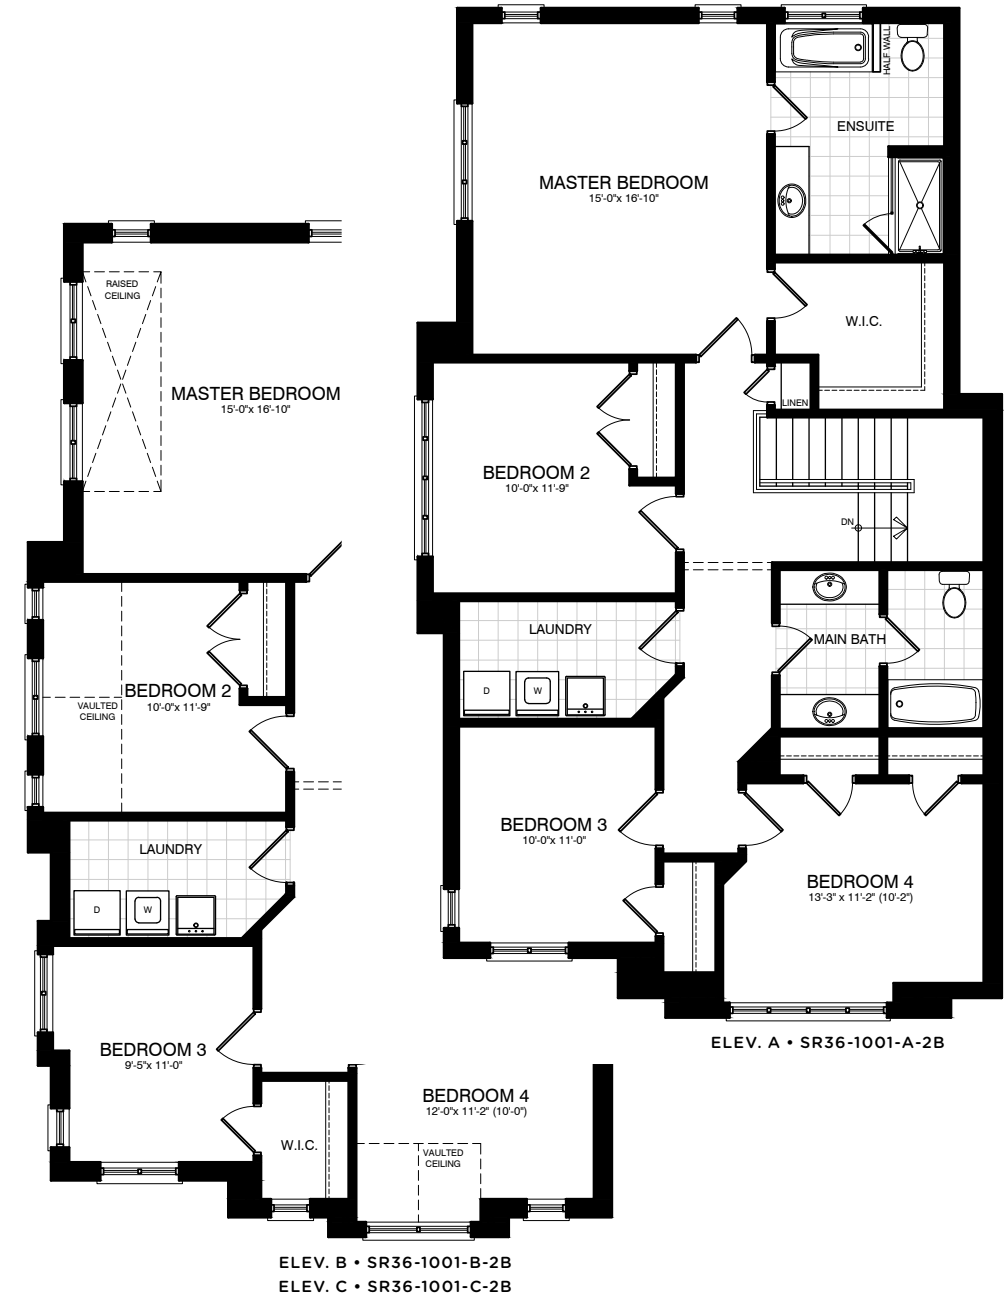 HALF WALL
ENSUITE
MASTER BEDROOM
15'-0"x 16'-10"
W.I.C.
LINEN
BEDROOM 2
10'-0"x 11'-9"
DN
LAUNDRY
D
W
MAIN BATH
BEDROOM 3
10'-0"x 11'-0"
BEDROOM 4
13'-3" x 11'-2" (10'-2")
ELEV. A • SR36-1001-A-2B
RAISED
CEILING
MASTER BEDROOM
15'-0"x 16'-10"
BEDROOM 2
10'-0"x 11'-9"
VAULTED
CEILING
LAUNDRY
D
W
BEDROOM 3
9'-5"x 11'-0"
W.I.C.
BEDROOM 4
12'-0"x 11'-2" (10'-0")
VAULTED
CEILING
ELEV. B • SR36-1001-B-2B
ELEV. C • SR36-1001-C-2B